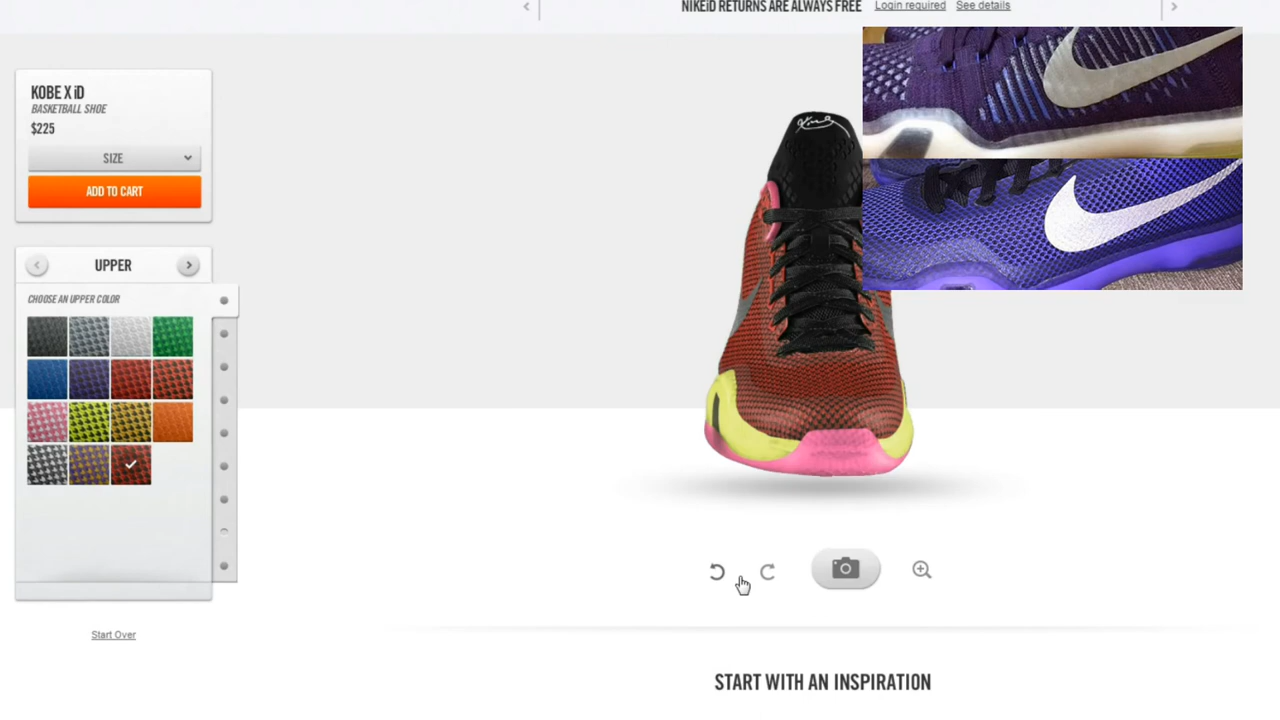 NIKEiD RETURNS ARE ALWAYS FREE Login required See details
KOBE X iD
BASKETBALL SHOE
$225
SIZE
ADD TO CART
UPPER
CHOOSE AN UPPER COLOR
Start Over
START WITH AN INSPIRATION